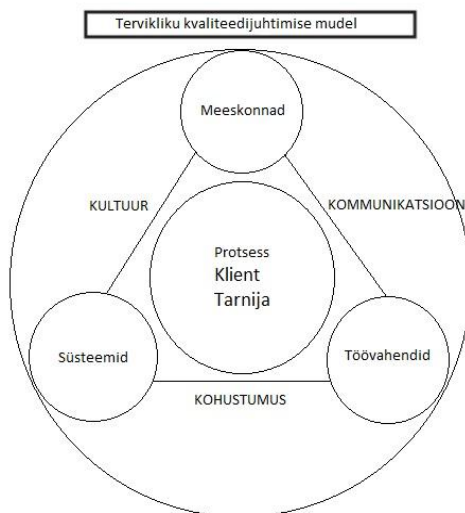 Tervikliku kvaliteedijuhtimise mudel
Meeskonnad
KULTUUR
KOMMUNIKATSIOON
Protsess
Klient
Tarnija
Süsteemid
Töövahendid
KOHUSTUMUS